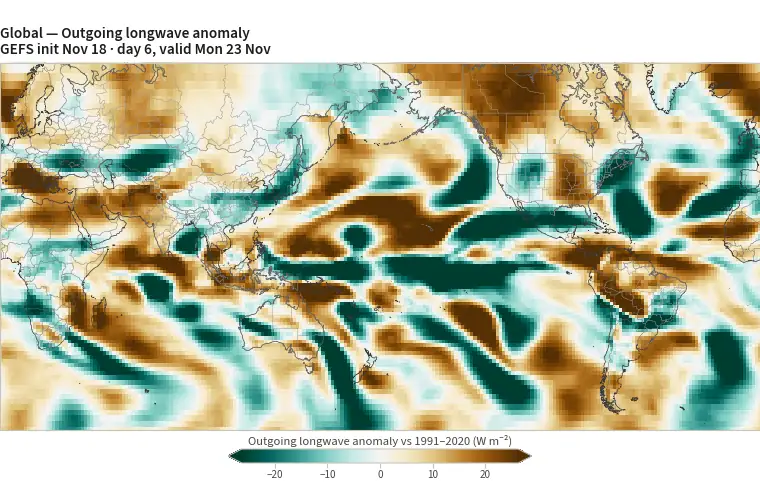 Global — Outgoing longwave anomaly
GEFS init Nov 18 · day 6, valid Mon 23 Nov
Outgoing longwave anomaly vs 1991–2020 (W m⁻²)
−20 −10 0 10 20